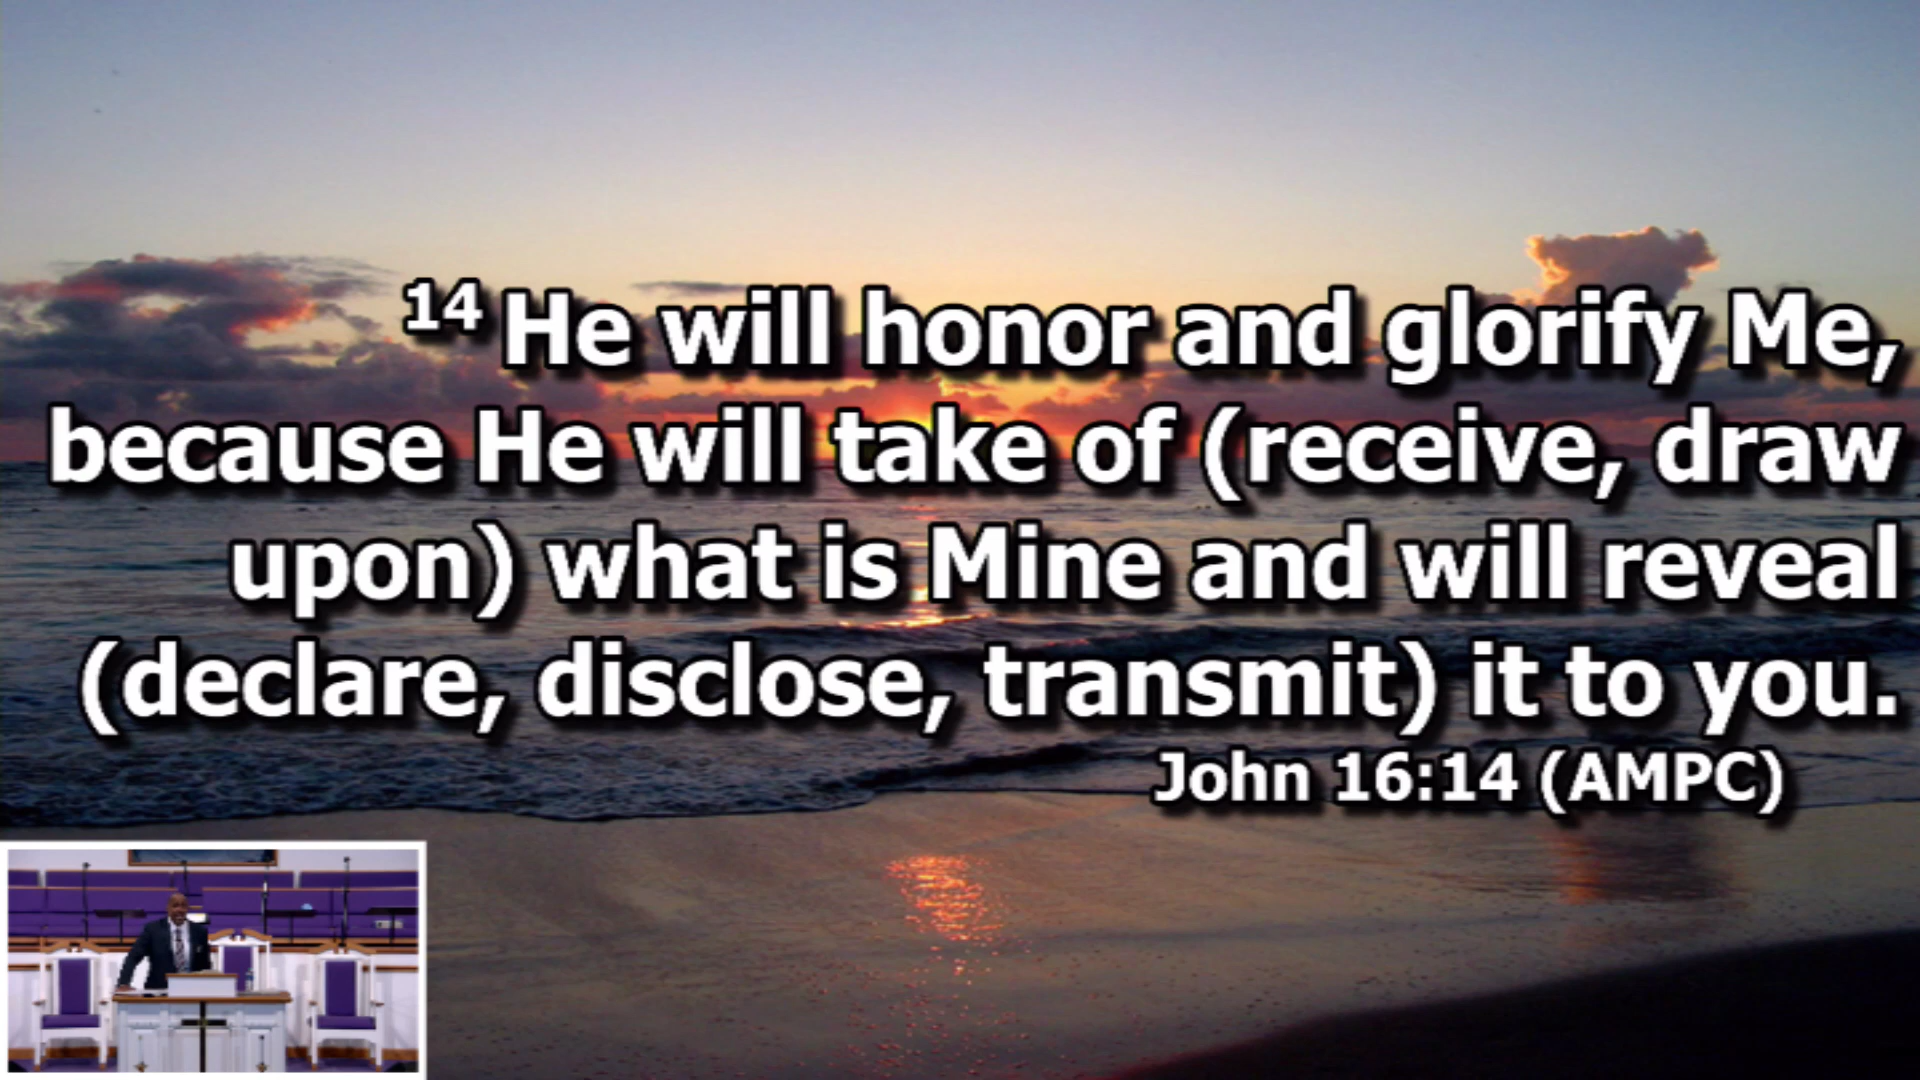 14 He will honor and glorify Me,
because He will take of (receive, draw
upon) what is Mine and will reveal
(declare, disclose, transmit) it to you.
John 16:14 (AMPC)